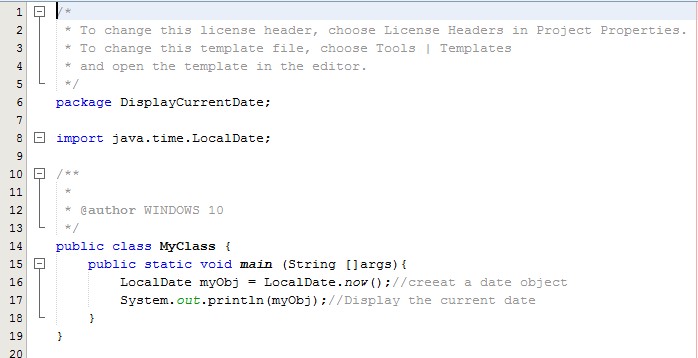 1 /*
2  * To change this license header, choose License Headers in Project Properties.
3  * To change this template file, choose Tools | Templates
4  * and open the template in the editor.
5  */
6 package DisplayCurrentDate;
7
8 import java.time.LocalDate;
9
10 /**
11  *
12  * @author WINDOWS 10
13  */
14 public class MyClass {
15     public static void main (String []args){
16         LocalDate myObj = LocalDate.now();//creeat a date object
17         System.out.println(myObj);//Display the current date
18     }
19 }
20